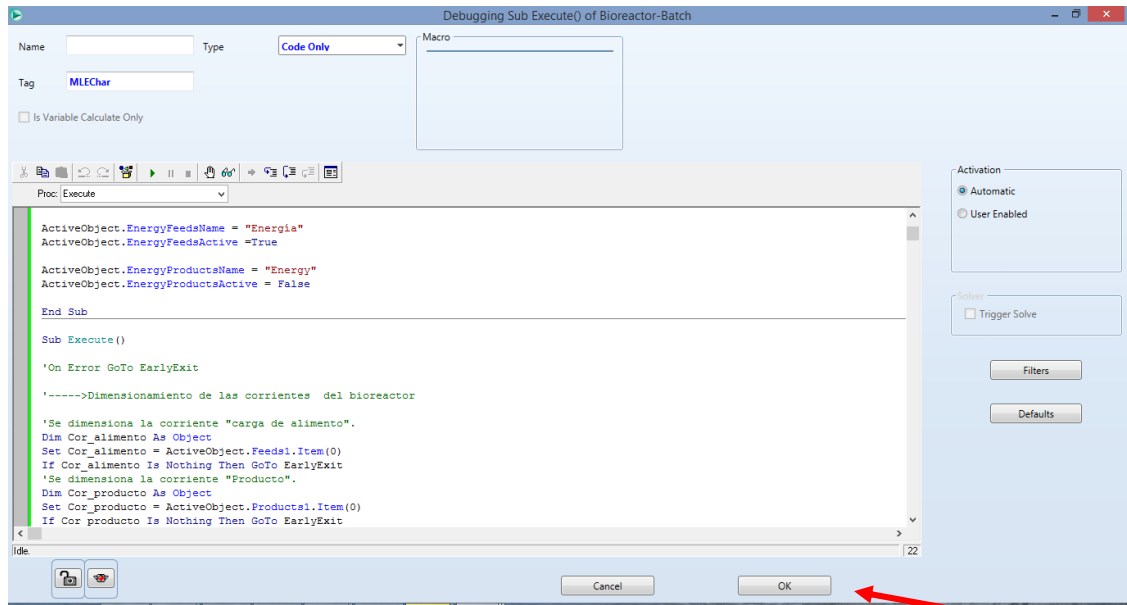 Debugging Sub Execute() of Bioreactor-Batch
Name
Type
Code Only
Macro
Tag
MLEChar
Is Variable Calculate Only
Proc: Execute
ActiveObject.EnergyFeedsName = "Energia"
ActiveObject.EnergyFeedsActive =True
ActiveObject.EnergyProductsName = "Energy"
ActiveObject.EnergyProductsActive = False
End Sub
Sub Execute()
'On Error GoTo EarlyExit
'----->Dimensionamiento de las corrientes  del bioreactor
'Se dimensiona la corriente "carga de alimento".
Dim Cor_alimento As Object
Set Cor_alimento = ActiveObject.Feeds1.Item(0)
If Cor_alimento Is Nothing Then GoTo EarlyExit
'Se dimensiona la corriente "Producto".
Dim Cor_producto As Object
Set Cor_producto = ActiveObject.Products1.Item(0)
If Cor_producto Is Nothing Then GoTo EarlyExit
Idle.
22
Activation
Automatic
User Enabled
Solver
Trigger Solve
Filters
Defaults
Cancel
OK